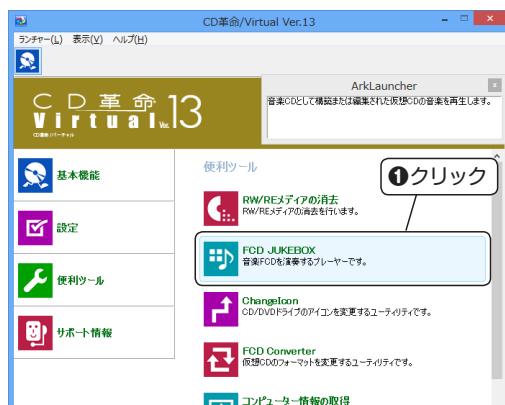 CD革命/Virtual Ver.13
ランチャー(L) 表示(V) ヘルプ(H)
ArkLauncher
音楽CDとして構築または編集された仮想CDの音楽を再生します。
CD革命
Virtual Ver.13
CD革命/バーチャル
基本機能
設定
便利ツール
サポート情報
便利ツール
❶クリック
RW/REメディアの消去
RW/REメディアの消去を行います。
FCD JUKEBOX
音楽FCDを演奏するプレーヤーです。
ChangeIcon
CD/DVDドライブのアイコンを変更するユーティリティです。
FCD Converter
仮想CDのフォーマットを変更するユーティリティです。
コンピューター情報の取得